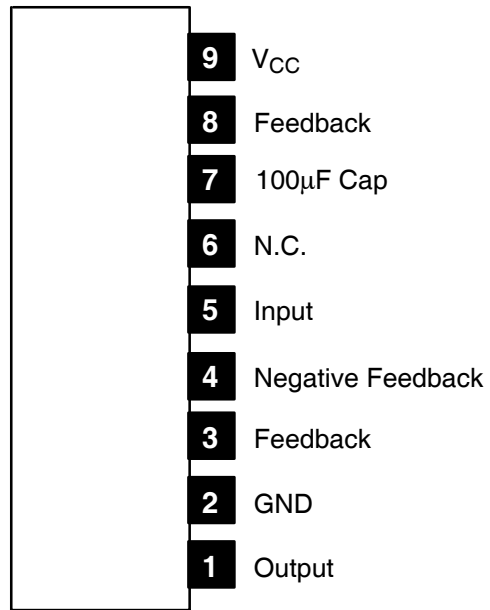 9 VCC
8 Feedback
7 100μF Cap
6 N.C.
5 Input
4 Negative Feedback
3 Feedback
2 GND
1 Output